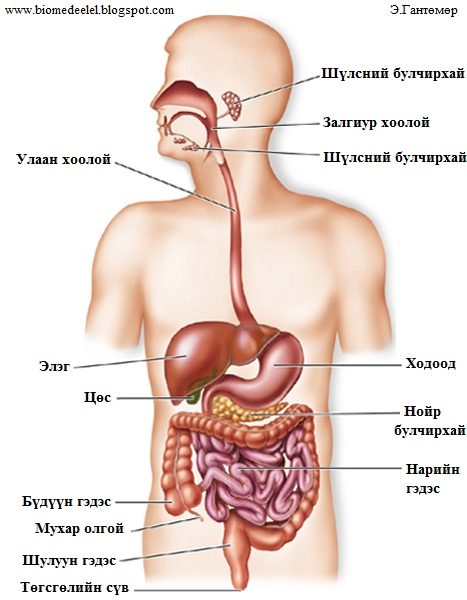 www.biomedeelel.blogspot.com
Э.Гантөмөр
Шүлсний булчирхай
Залгиур хоолой
Шүлсний булчирхай
Улаан хоолой
Элэг
Ходоод
Цөс
Нойр
булчирхай
Нарийн
гэдэс
Бүдүүн гэдэс
Мухар олгой
Шулуун гэдэс
Төгсгөлийн сүв